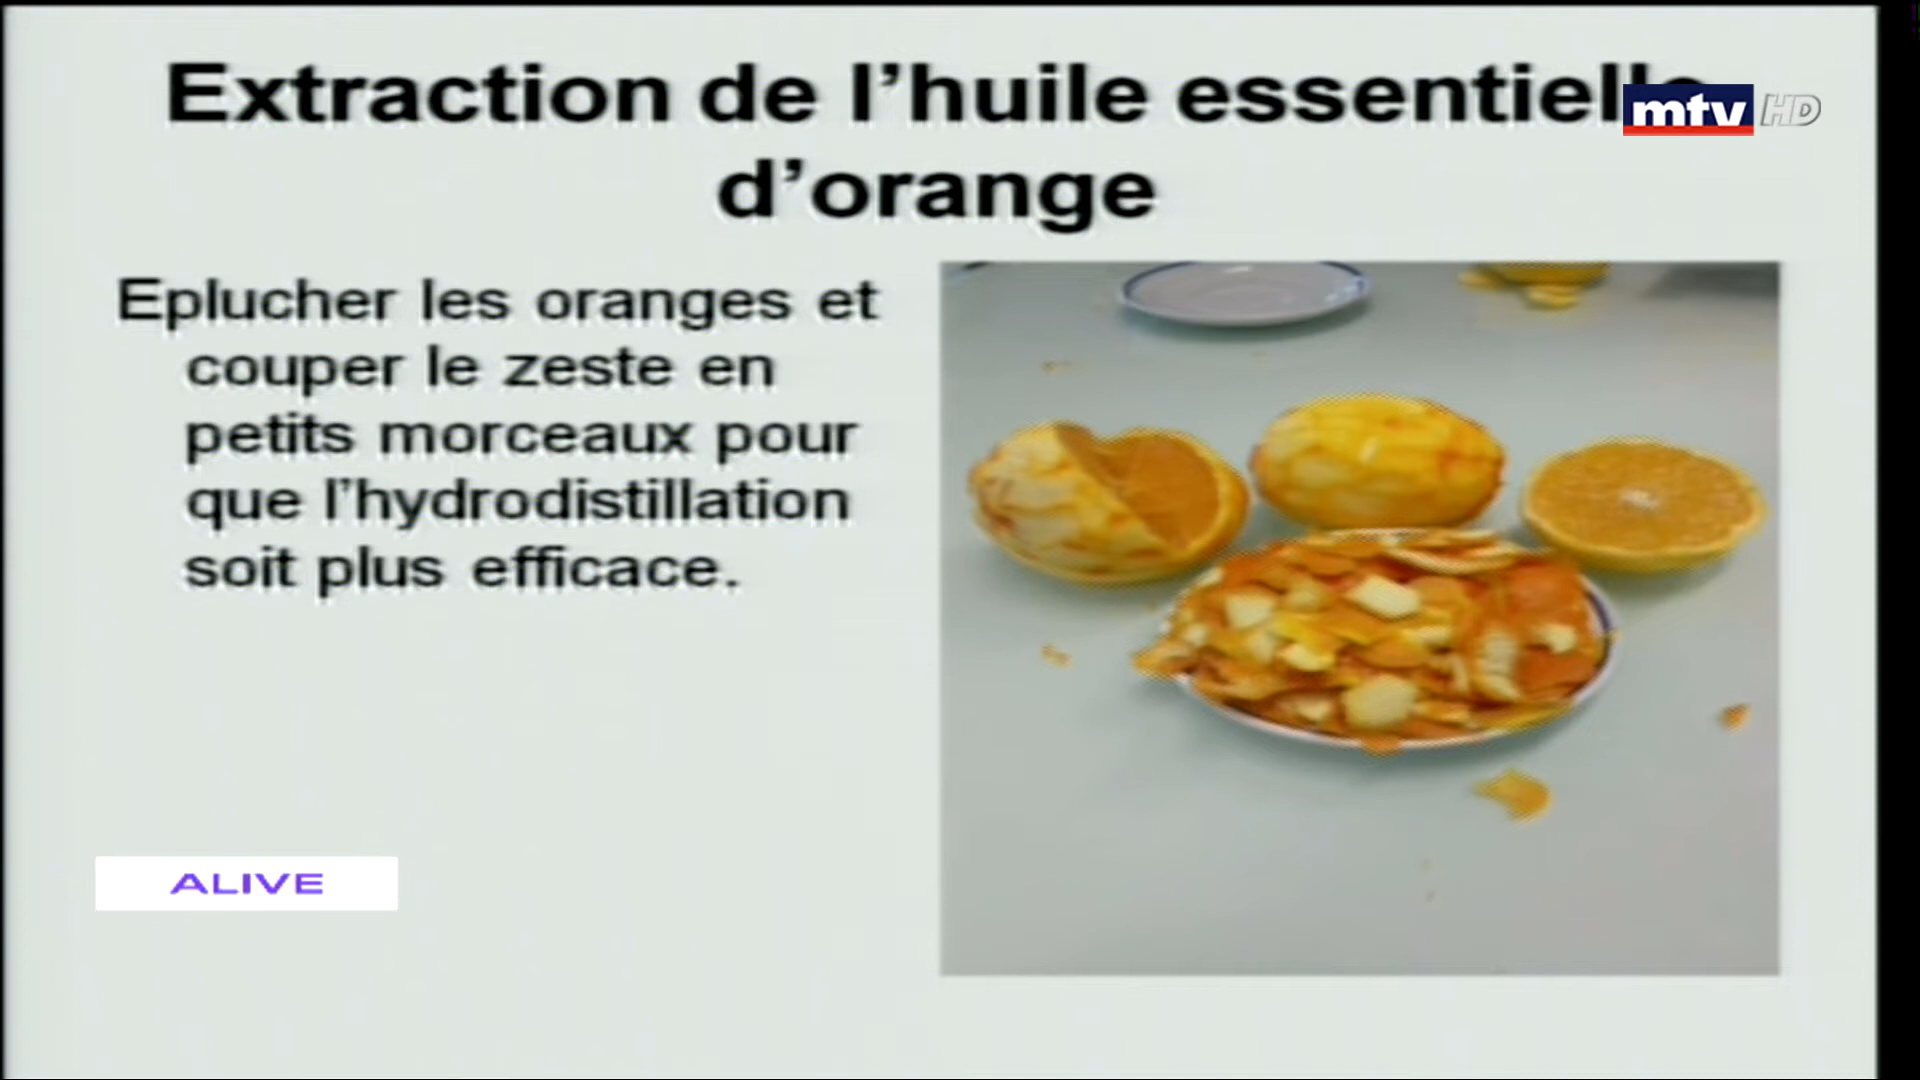 Extraction de l’huile essentielle
mtv HD
d’orange
Eplucher les oranges et
couper le zeste en
petits morceaux pour
que l’hydrodistillation
soit plus efficace.
ALIVE